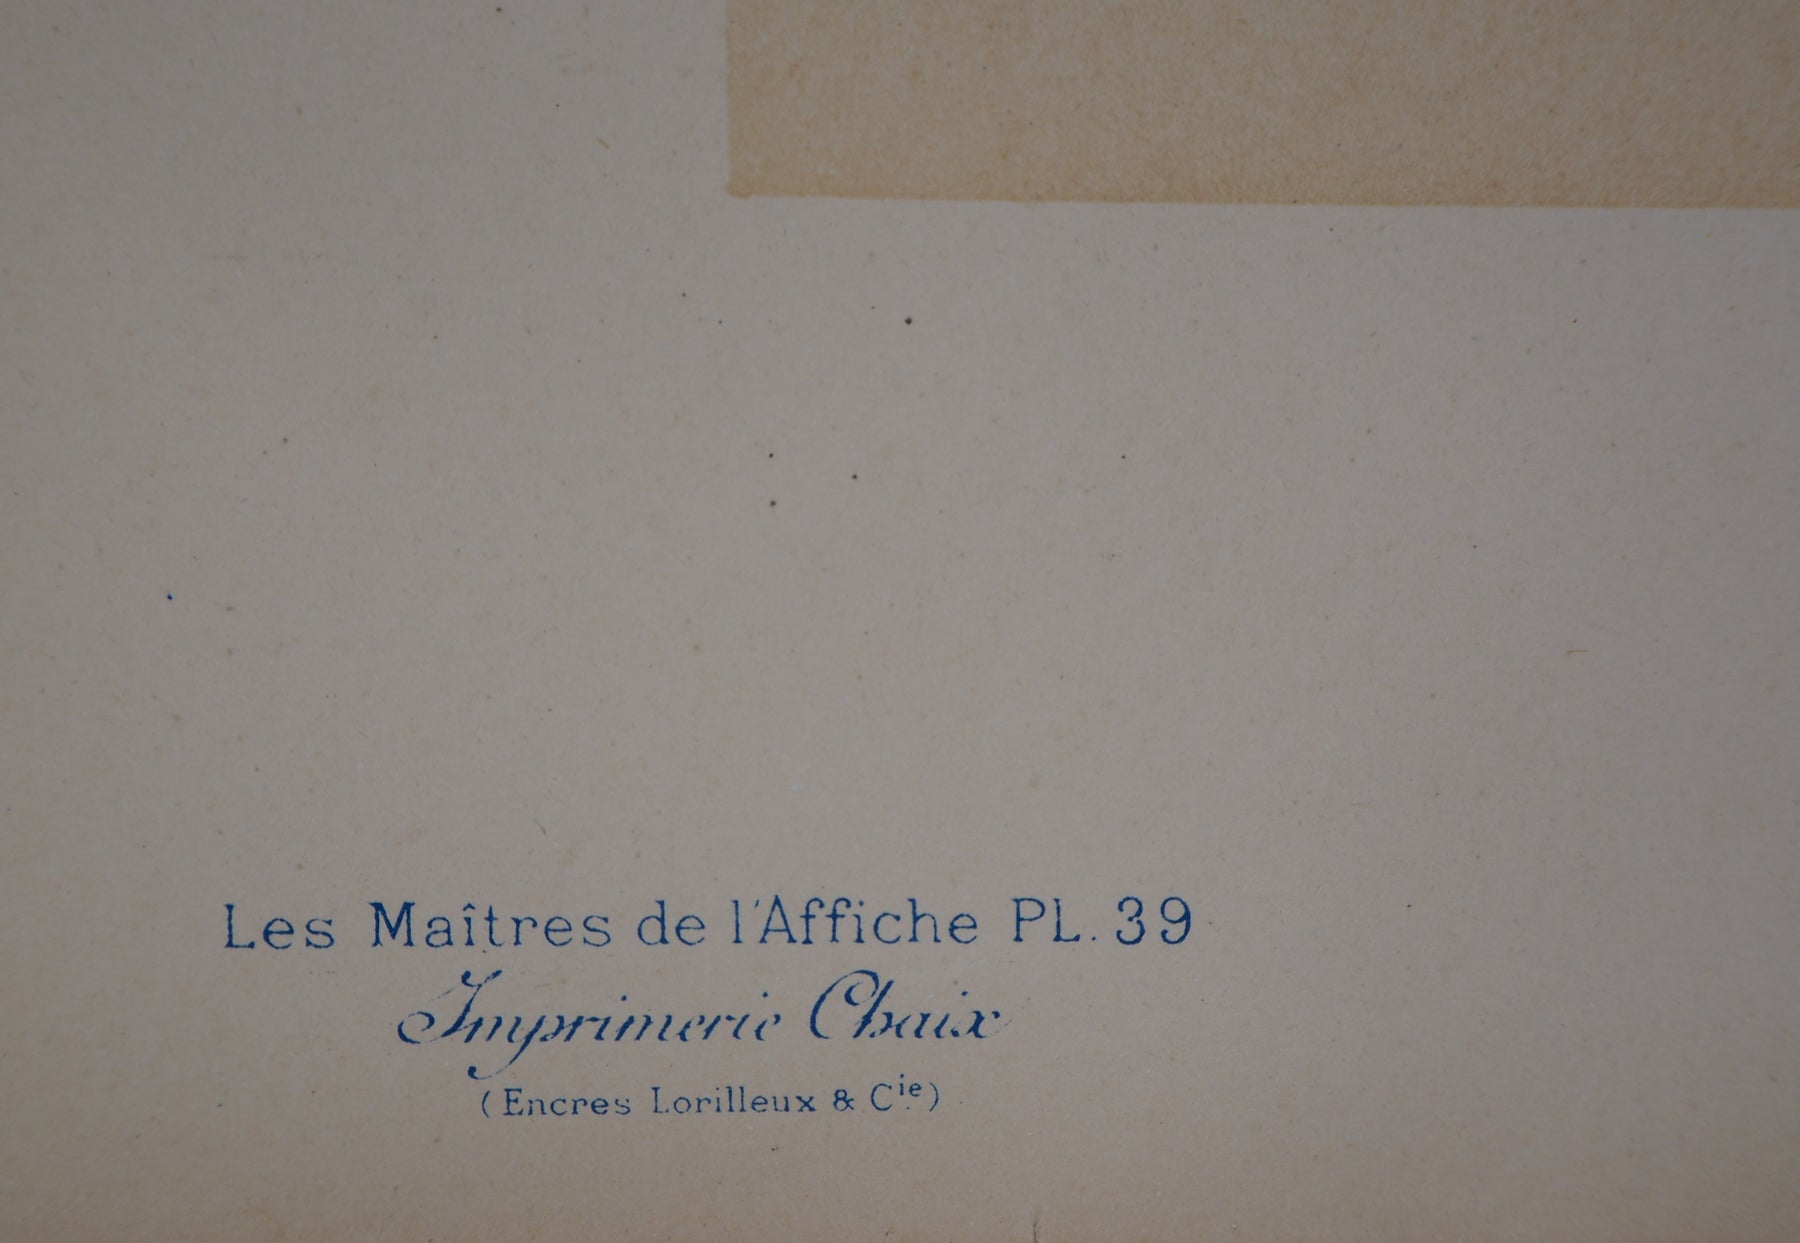 Les Maîtres de l'Affiche PL. 39
Imprimerie Chaix
(Encres Lorilleux & Cie)